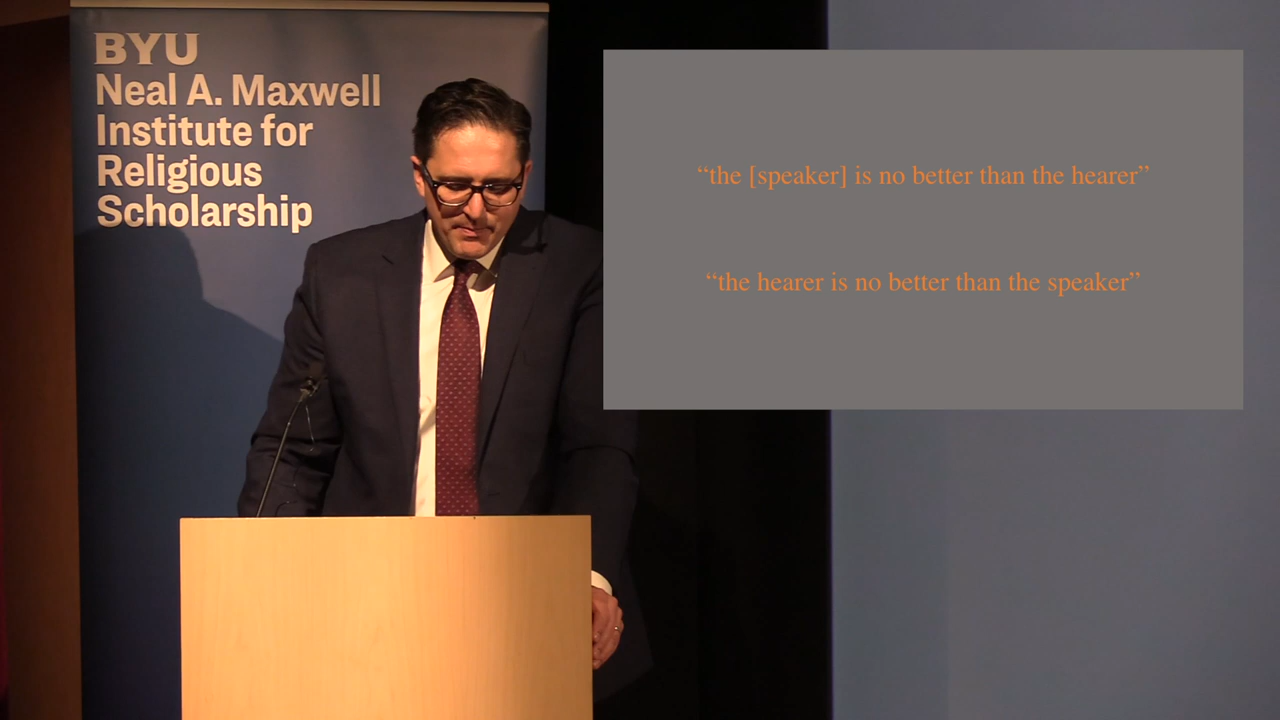 BYU
Neal A. Maxwell
Institute for
Religious
Scholarship
“the [speaker] is no better than the hearer”
“the hearer is no better than the speaker”